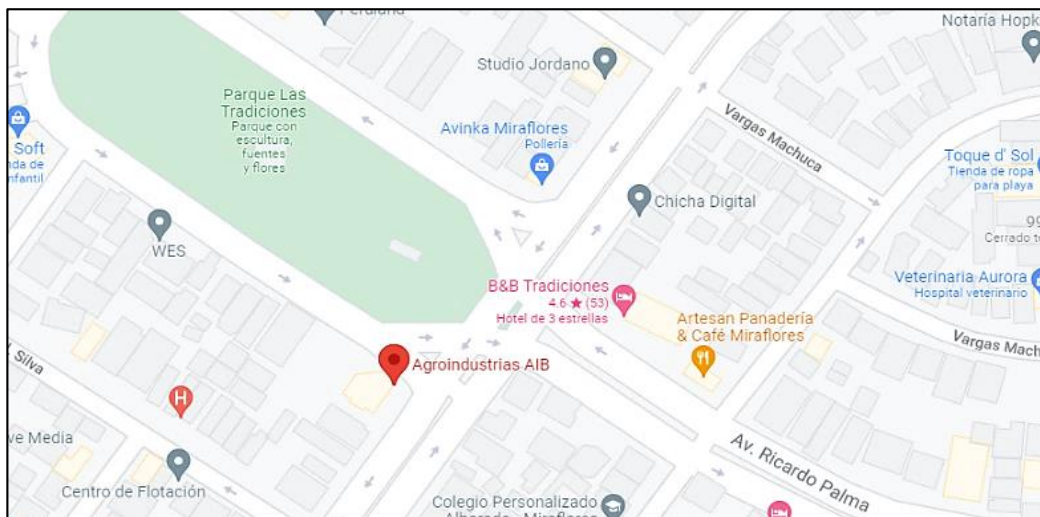 Notaría Hopk
Studio Jordano
Parque Las
Tradiciones
Parque con
escultura,
fuentes
y flores
Soft
nda de
nfantil
Avinka Miraflores
Pollería
Vargas Machuca
Toque d' Sol
Tienda de ropa
para playa
WES
Chicha Digital
99
Cerrado te
B&B Tradiciones
4.6 ★ (53)
Hotel de 3 estrellas
Veterinaria Aurora
Hospital veterinario
Artesan Panadería
& Café Miraflores
Vargas Mach
Agroindustrias AIB
Silva
H
ve Media
Av. Ricardo Palma
Centro de Flotación
Colegio Personalizado